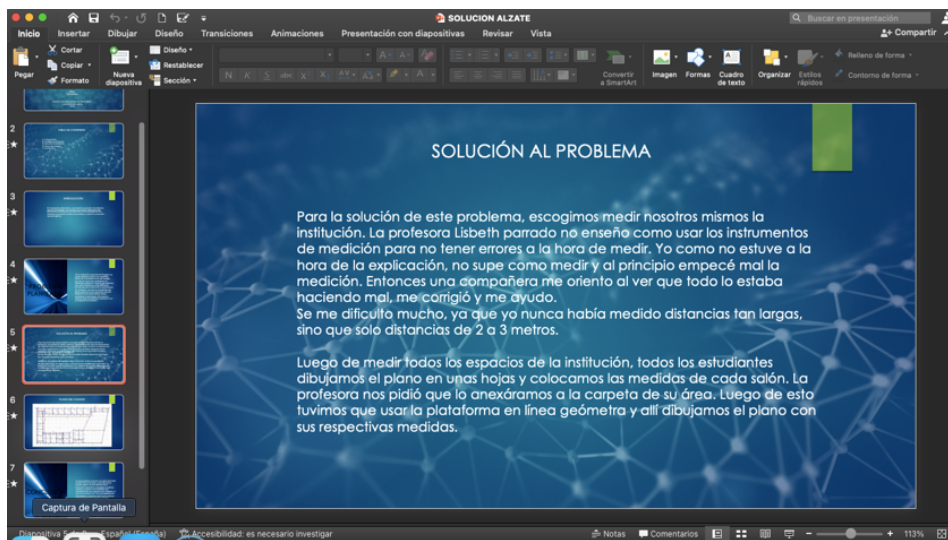 SOLUCION ALZATE
Buscar en presentación
Inicio Insertar Dibujar Diseño Transiciones Animaciones Presentación con diapositivas Revisar Vista
Compartir
Pegar
Cortar
Copiar
Formato
Nueva diapositiva
Diseño
Restablecer
Sección
N K S abc
Convertir a SmartArt
Imagen Formas Cuadro de texto
Organizar Estilos rápidos
Relleno de forma
Contorno de forma
2
3
4
5
6
7
SOLUCIÓN AL PROBLEMA
Para la solución de este problema, escogimos medir nosotros mismos la
institución. La profesora Lisbeth parrado no enseño como usar los instrumentos
de medición para no tener errores a la hora de medir. Yo como no estuve a la
hora de la explicación, no supe como medir y al principio empecé mal la
medición. Entonces una compañera me oriento al ver que todo lo estaba
haciendo mal, me corrigió y me ayudo.
Se me dificulto mucho, ya que yo nunca había medido distancias tan largas,
sino que solo distancias de 2 a 3 metros.
Luego de medir todos los espacios de la institución, todos los estudiantes
dibujamos el plano en unas hojas y colocamos las medidas de cada salón. La
profesora nos pidió que lo anexáramos a la carpeta de su área. Luego de esto
tuvimos que usar la plataforma en línea geómetra y allí dibujamos el plano con
sus respectivas medidas.
Captura de Pantalla
Accesibilidad: es necesario investigar
Notas Comentarios
113%